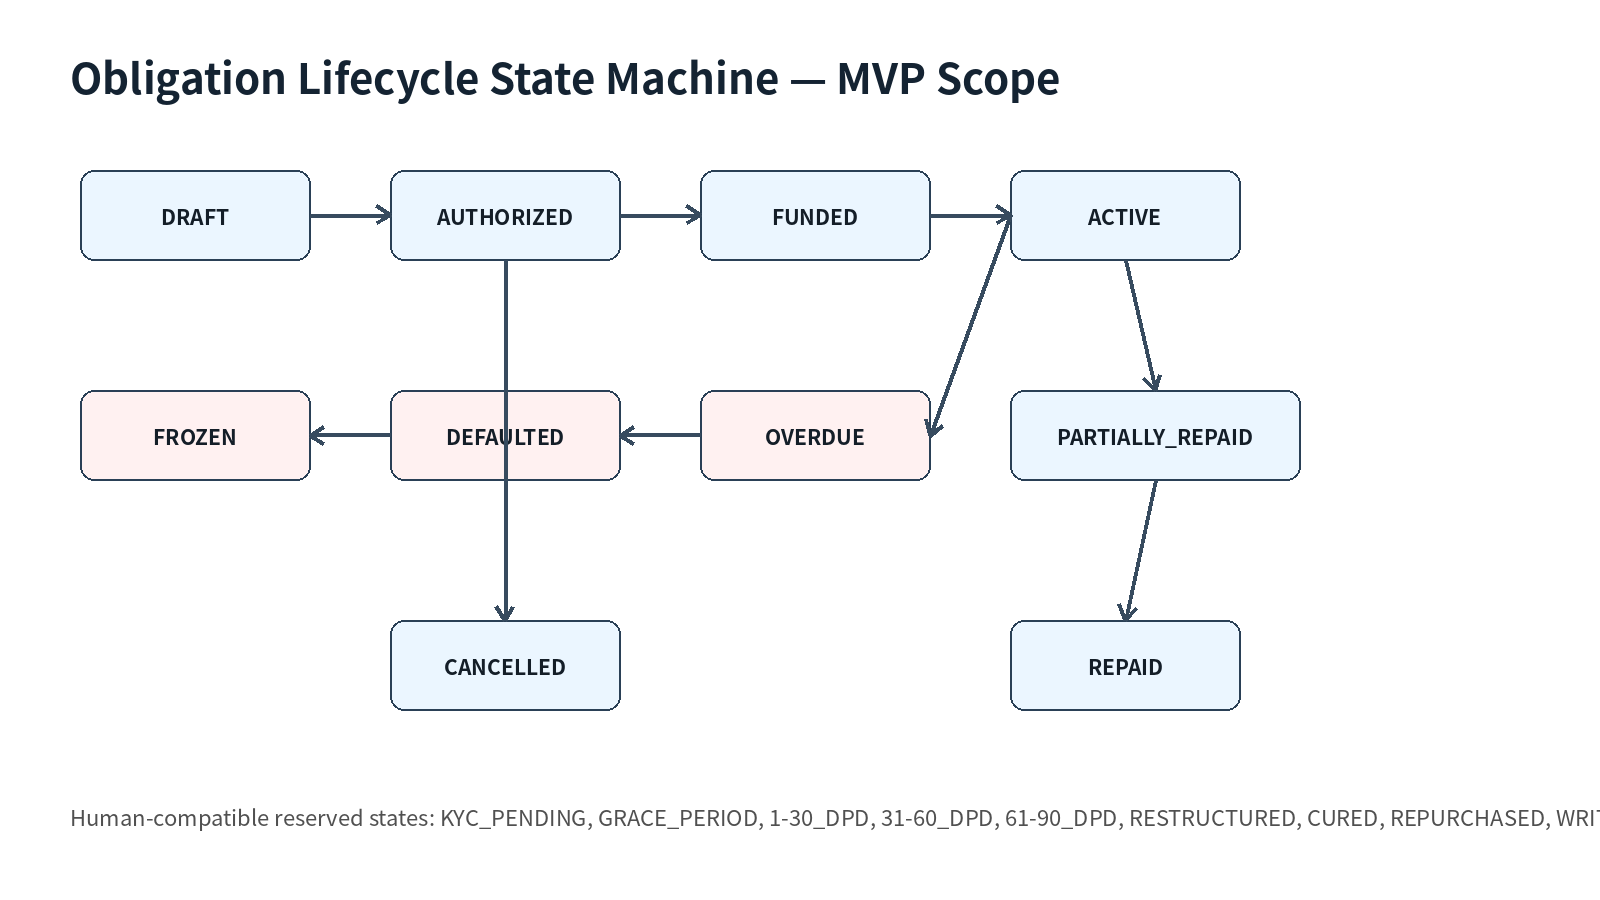 Obligation Lifecycle State Machine — MVP Scope
DRAFT
AUTHORIZED
FUNDED
ACTIVE
FROZEN
DEFAULTED
OVERDUE
PARTIALLY_REPAID
CANCELLED
REPAID
Human-compatible reserved states: KYC_PENDING, GRACE_PERIOD, 1-30_DPD, 31-60_DPD, 61-90_DPD, RESTRUCTURED, CURED, REPURCHASED,